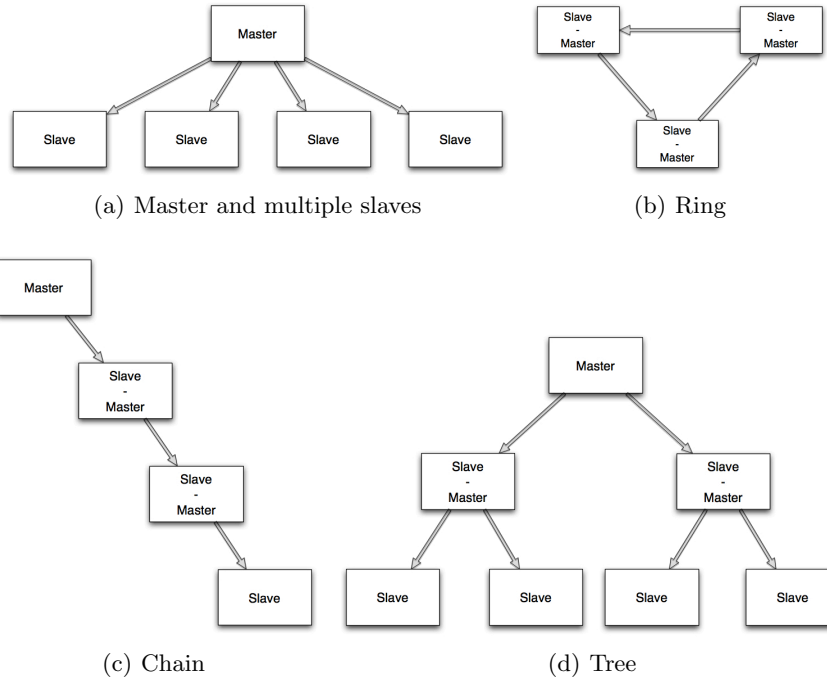 Master
Slave
Slave
Slave
Slave
(a) Master and multiple slaves
Slave
-
Master
Slave
-
Master
Slave
-
Master
(b) Ring
Master
Slave
-
Master
Slave
-
Master
Slave
(c) Chain
Master
Slave
-
Master
Slave
-
Master
Slave
Slave
Slave
Slave
(d) Tree